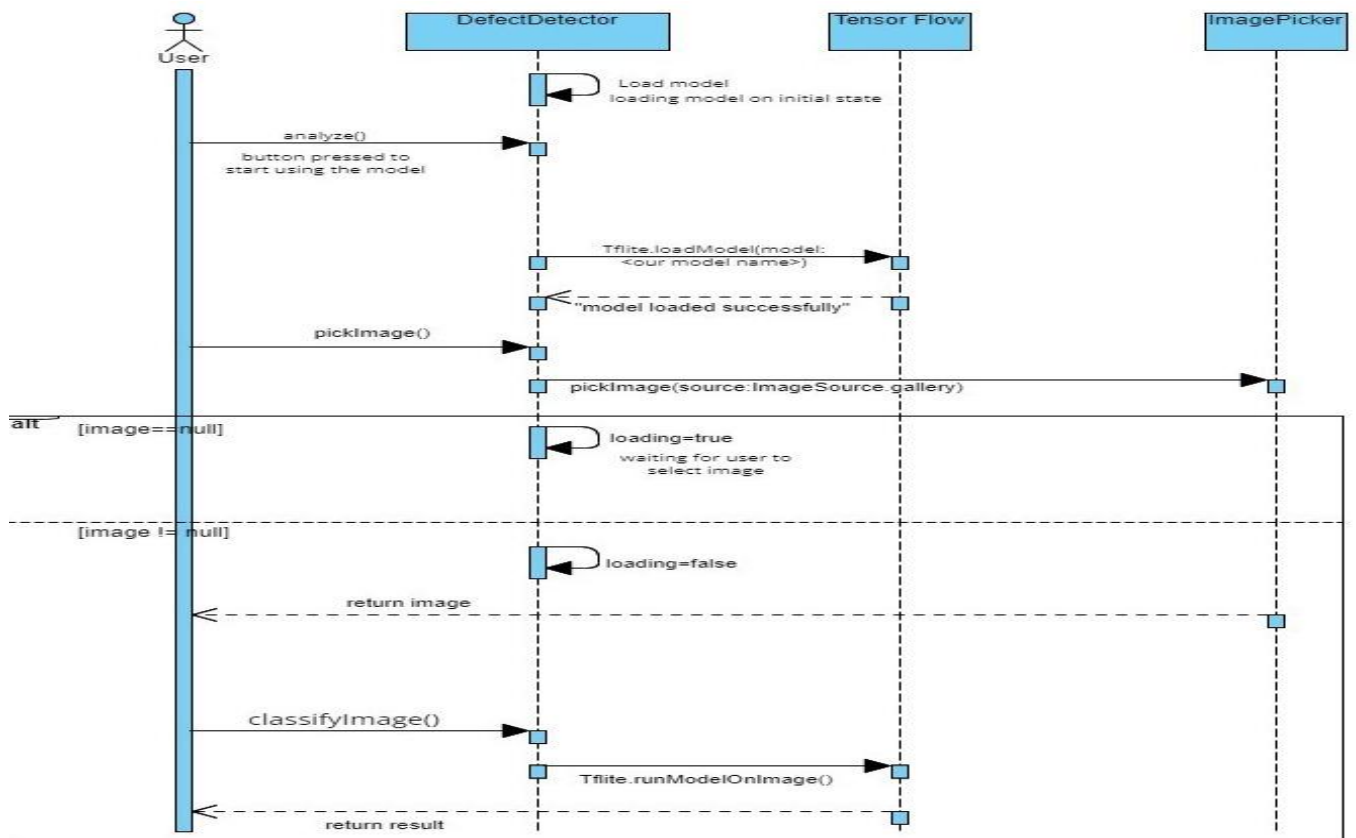 DefectDetector
Tensor Flow
ImagePicker
User
Load model
loading model on initial state
analyze()
button pressed to
start using the model
Tflite.loadModel(model:
<our model name>)
"model loaded successfully"
pickImage()
pickImage(source:ImageSource.gallery)
alt
[image==null]
loading=true
waiting for user to
select image
[image != null]
loading=false
return image
classifyImage()
Tflite.runModelOnImage()
return result